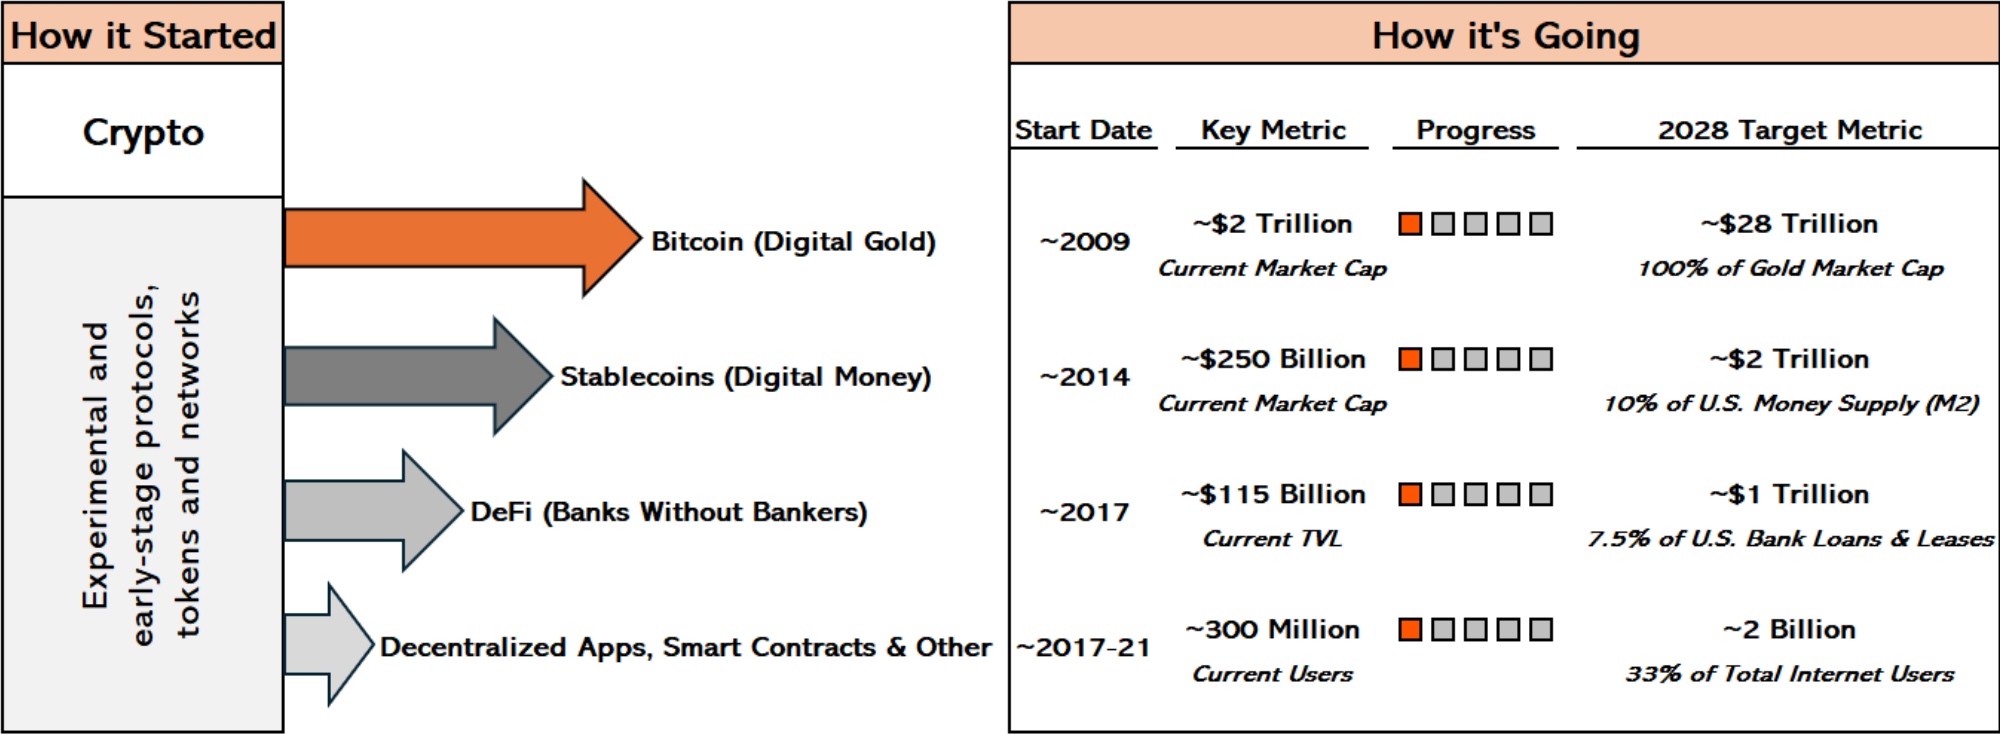 How it Started
Crypto
Experimental and
early-stage protocols,
tokens and networks
Bitcoin (Digital Gold)
Stablecoins (Digital Money)
DeFi (Banks Without Bankers)
Decentralized Apps, Smart Contracts & Other
How it's Going
Start Date Key Metric Progress 2028 Target Metric
~2009 ~$2 Trillion ~$28 Trillion
Current Market Cap 100% of Gold Market Cap
~2014 ~$250 Billion ~$2 Trillion
Current Market Cap 10% of U.S. Money Supply (M2)
~2017 ~$115 Billion ~$1 Trillion
Current TVL 7.5% of U.S. Bank Loans & Leases
~2017-21 ~300 Million ~2 Billion
Current Users 33% of Total Internet Users